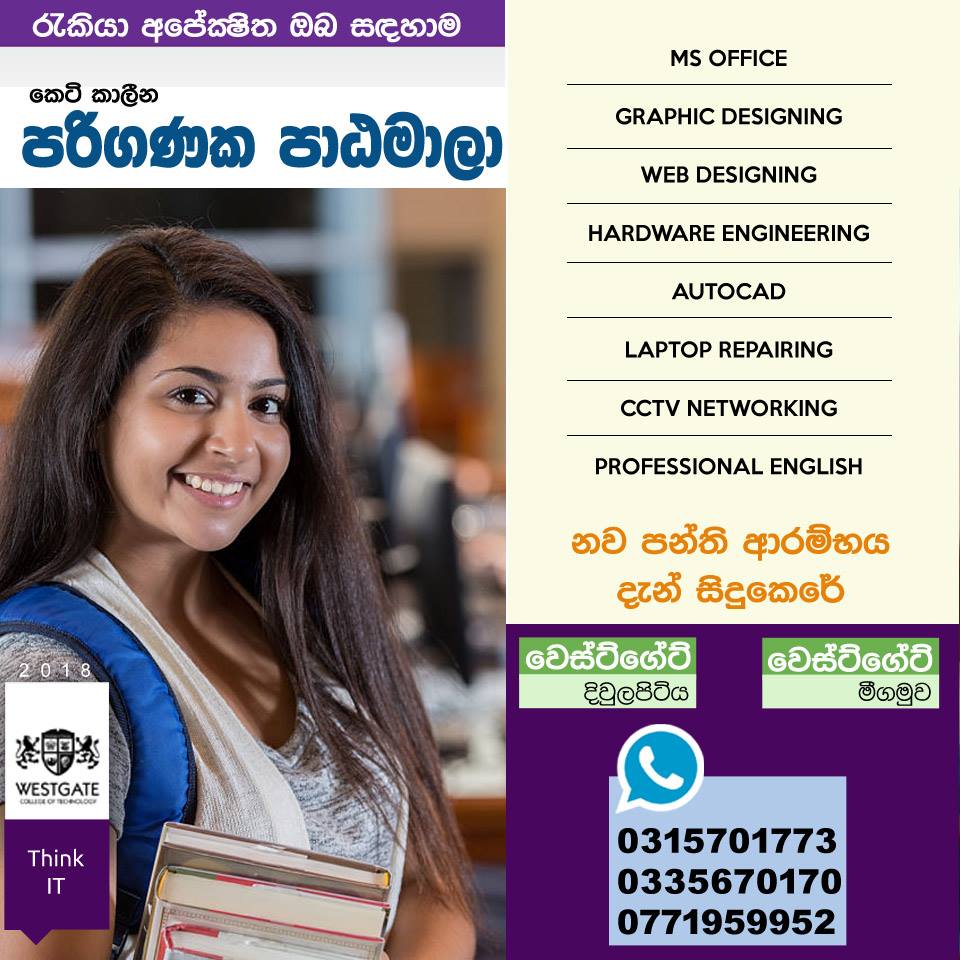 රැකියා අපේක්ෂිත ඔබ සඳහාම
කෙටි කාලීන
පරිගණක පාඨමාලා
2018
WESTGATE
COLLEGE OF TECHNOLOGY
Think
IT
MS OFFICE
GRAPHIC DESIGNING
WEB DESIGNING
HARDWARE ENGINEERING
AUTOCAD
LAPTOP REPAIRING
CCTV NETWORKING
PROFESSIONAL ENGLISH
නව පන්ති ආරම්භය
දැන් සිදුකෙරේ
වෙස්ට්ගේට්
දිවුලපිටිය
වෙස්ට්ගේට්
මීගමුව
0315701773
0335670170
0771959952